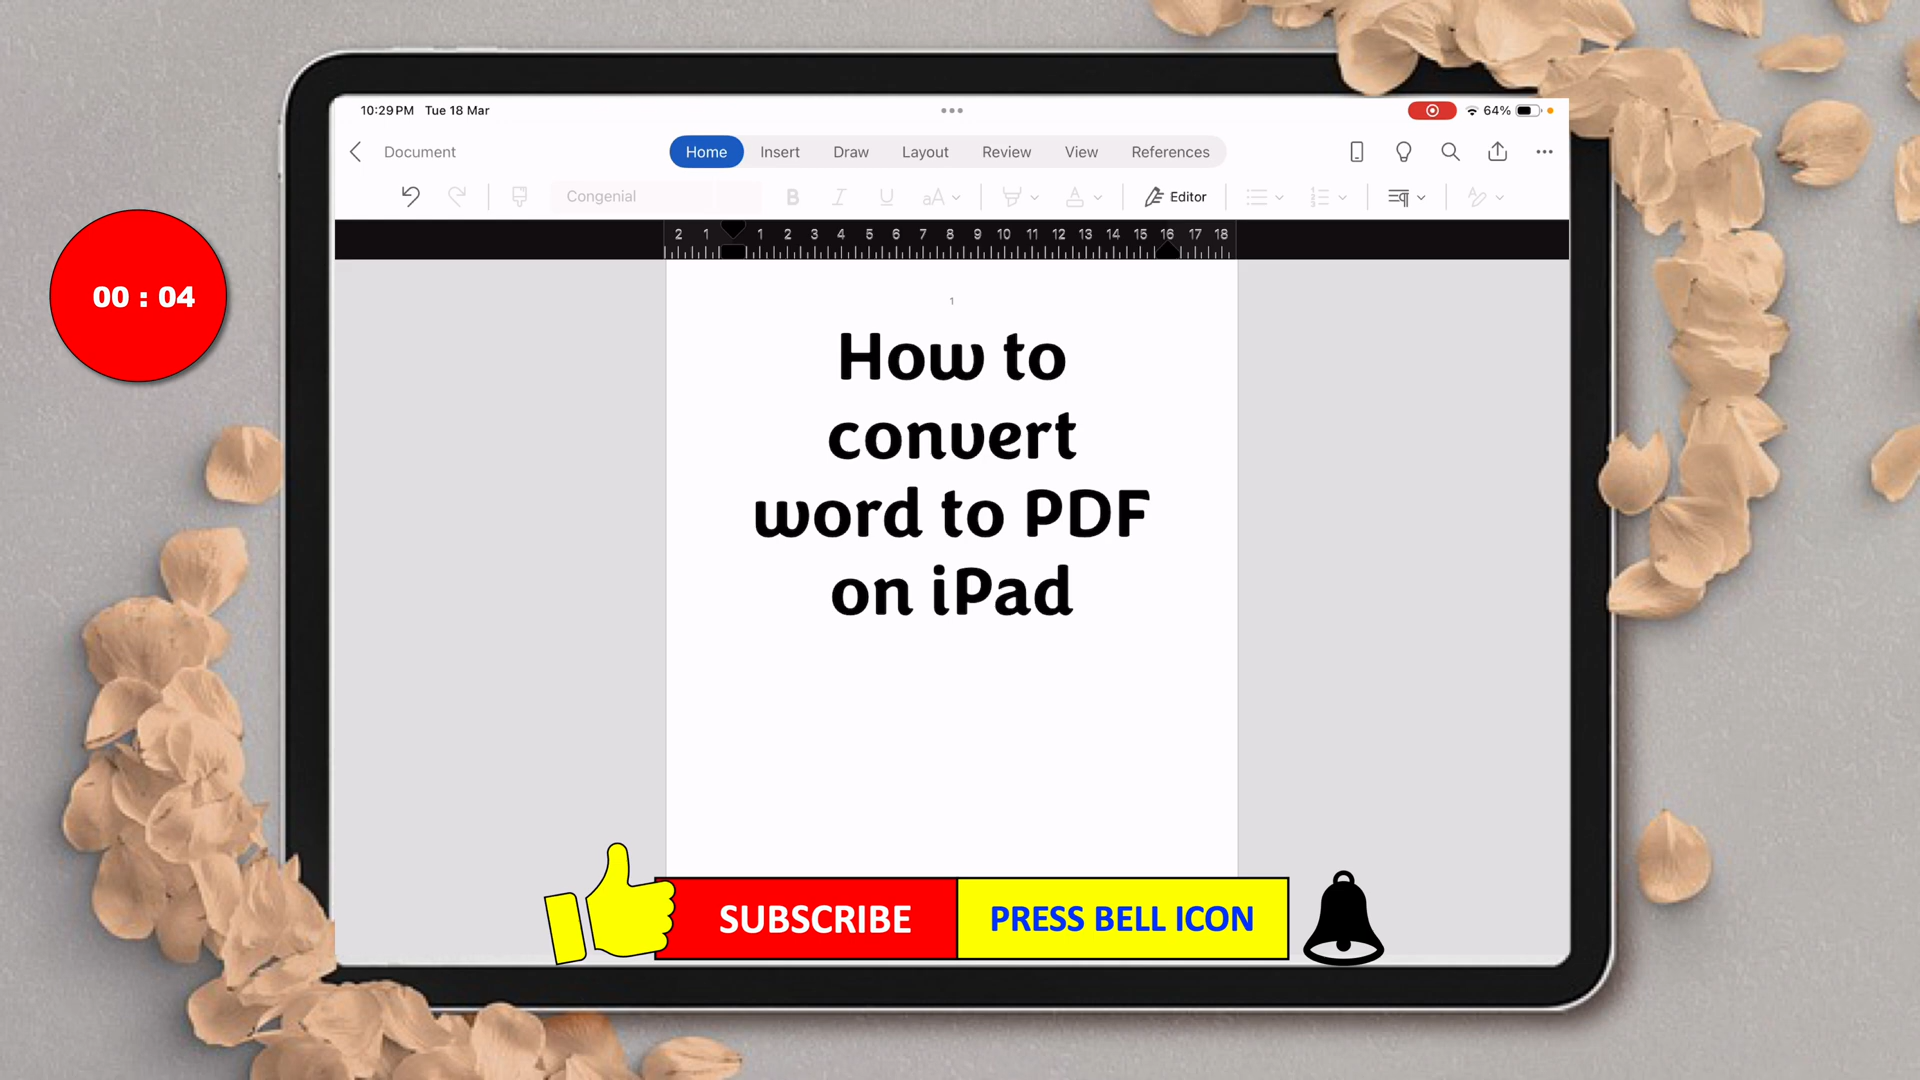 10:29 PM Tue 18 Mar
64%
Document
Home Insert Draw Layout Review View References
Congenial B I U aA A Editor
2 1 1 2 3 4 5 6 7 8 9 10 11 12 13 14 15 16 17 18
00 : 04
1
How to
convert
word to PDF
on iPad
SUBSCRIBE PRESS BELL ICON